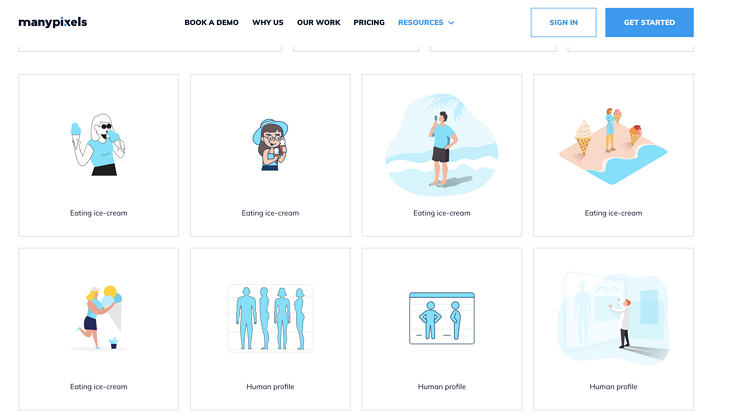 manypixels
BOOK A DEMO WHY US OUR WORK PRICING RESOURCES
SIGN IN
GET STARTED
Eating ice-cream
Eating ice-cream
Eating ice-cream
Eating ice-cream
Eating ice-cream
Human profile
Human profile
Human profile